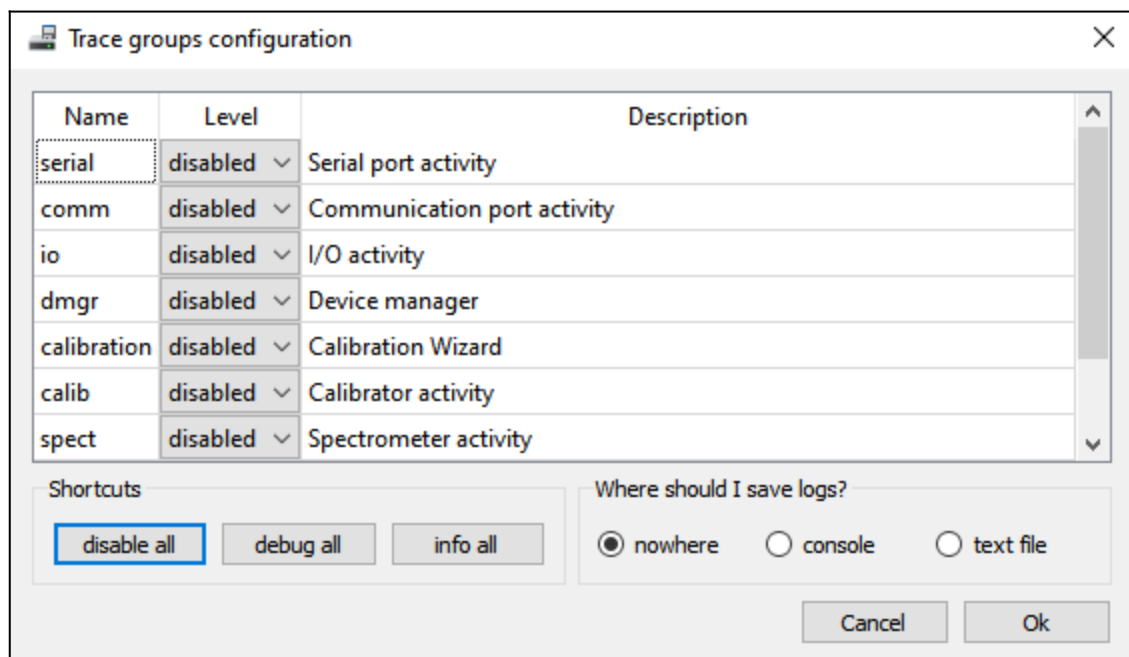 Trace groups configuration
Name Level Description
serial disabled Serial port activity
comm disabled Communication port activity
io disabled I/O activity
dmgr disabled Device manager
calibration disabled Calibration Wizard
calib disabled Calibrator activity
spect disabled Spectrometer activity
Shortcuts Where should I save logs?
disable all debug all info all nowhere console text file
Cancel Ok